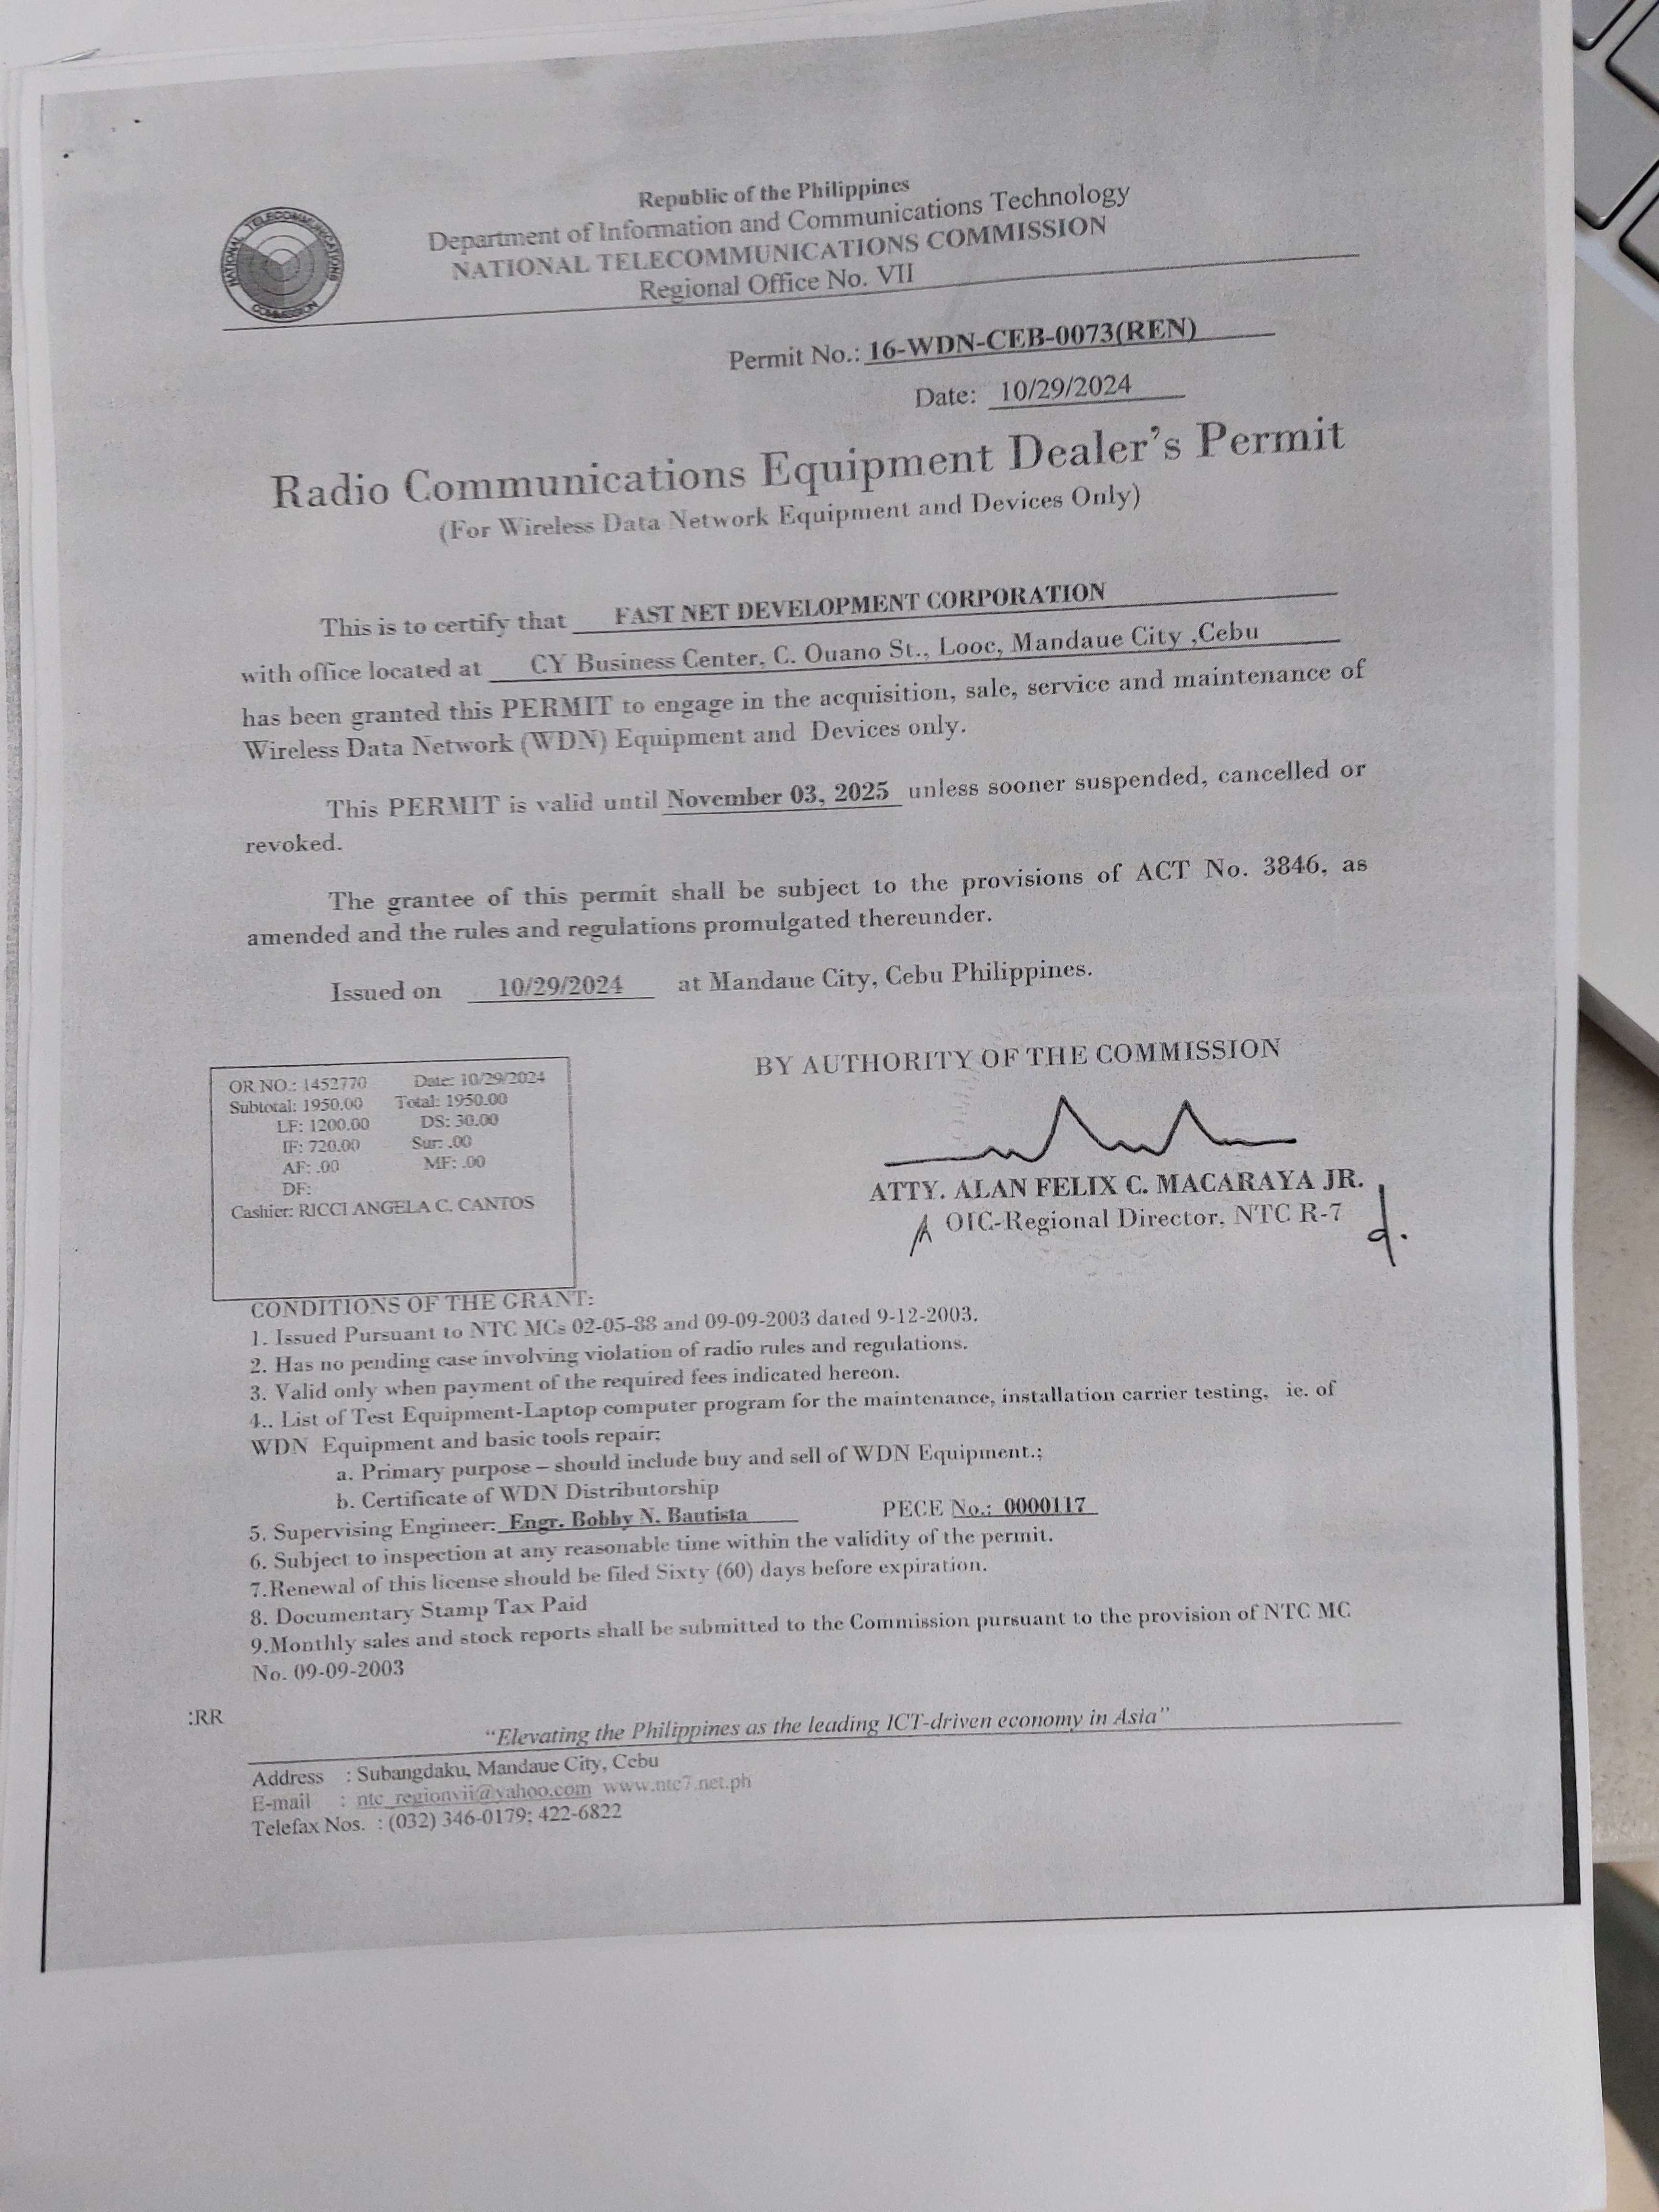 NATIONAL TELECOMMUNICATIONS COMMISSION
Republic of the Philippines
Department of Information and Communications Technology
NATIONAL TELECOMMUNICATIONS COMMISSION
Regional Office No. VII
Permit No.: 16-WDN-CEB-0073(REN)
Date: 10/29/2024
Radio Communications Equipment Dealer's Permit
(For Wireless Data Network Equipment and Devices Only)
This is to certify that FAST NET DEVELOPMENT CORPORATION
with office located at CY Business Center, C. Ouano St., Looc, Mandaue City ,Cebu
has been granted this PERMIT to engage in the acquisition, sale, service and maintenance of
Wireless Data Network (WDN) Equipment and Devices only.
This PERMIT is valid until November 03, 2025 unless sooner suspended, cancelled or
revoked.
The grantee of this permit shall be subject to the provisions of ACT No. 3846, as
amended and the rules and regulations promulgated thereunder.
Issued on 10/29/2024 at Mandaue City, Cebu Philippines.
BY AUTHORITY OF THE COMMISSION
OR NO.: 1452770 Date: 10/29/2024
Subtotal: 1950.00 Total: 1950.00
LF: 1200.00 DS: 30.00
IF: 720.00 Sur: .00
AF: .00 MF: .00
DF:
Cashier: RICCI ANGELA C. CANTOS
ATTY. ALAN FELIX C. MACARAYA JR.
OIC-Regional Director, NTC R-7
CONDITIONS OF THE GRANT:
1. Issued Pursuant to NTC MCs 02-05-88 and 09-09-2003 dated 9-12-2003.
2. Has no pending case involving violation of radio rules and regulations.
3. Valid only when payment of the required fees indicated hereon.
4.. List of Test Equipment-Laptop computer program for the maintenance, installation carrier testing, ie. of
WDN Equipment and basic tools repair;
a. Primary purpose – should include buy and sell of WDN Equipment.;
b. Certificate of WDN Distributorship
5. Supervising Engineer: Engr. Bobby N. Bautista PECE No.: 0000117
6. Subject to inspection at any reasonable time within the validity of the permit.
7.Renewal of this license should be filed Sixty (60) days before expiration.
8. Documentary Stamp Tax Paid
9.Monthly sales and stock reports shall be submitted to the Commission pursuant to the provision of NTC MC
No. 09-09-2003
:RR
“Elevating the Philippines as the leading ICT-driven economy in Asia”
Address : Subangdaku, Mandaue City, Cebu
E-mail : ntc_regionvii@yahoo.com www.ntc7.net.ph
Telefax Nos. : (032) 346-0179; 422-6822